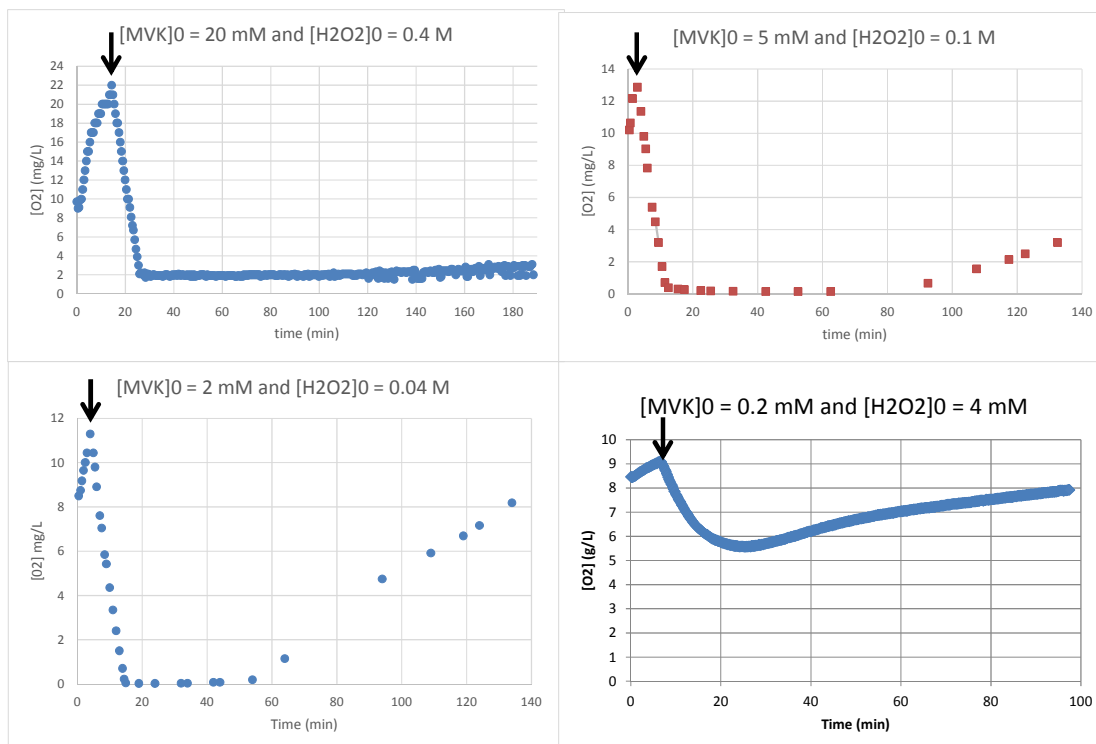 [MVK]0 = 20 mM and [H2O2]0 = 0.4 M
24
22
20
18
16
14
12
10
8
6
4
2
0
[O2] (mg/L)
0 20 40 60 80 100 120 140 160 180
time (min)
[MVK]0 = 5 mM and [H2O2]0 = 0.1 M
14
12
10
8
6
4
2
0
[O2] (mg/L)
0 20 40 60 80 100 120 140
time (min)
[MVK]0 = 2 mM and [H2O2]0 = 0.04 M
12
10
8
6
4
2
0
[O2] mg/L
0 20 40 60 80 100 120 140
Time (min)
[MVK]0 = 0.2 mM and [H2O2]0 = 4 mM
10
9
8
7
6
5
4
3
2
1
0
[O2] (g/L)
0 20 40 60 80 100
Time (min)